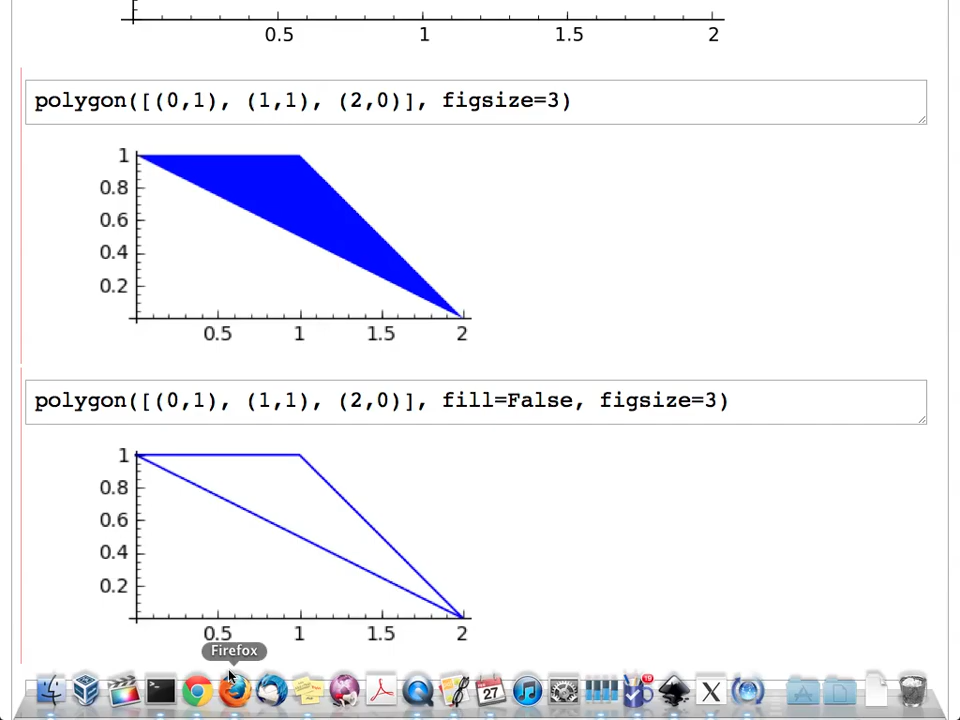 0.5 1 1.5 2
polygon([(0,1), (1,1), (2,0)], figsize=3)
1
0.8
0.6
0.4
0.2
0.5 1 1.5 2
polygon([(0,1), (1,1), (2,0)], fill=False, figsize=3)
1
0.8
0.6
0.4
0.2
0.5 1 1.5 2
Firefox
27
19
X